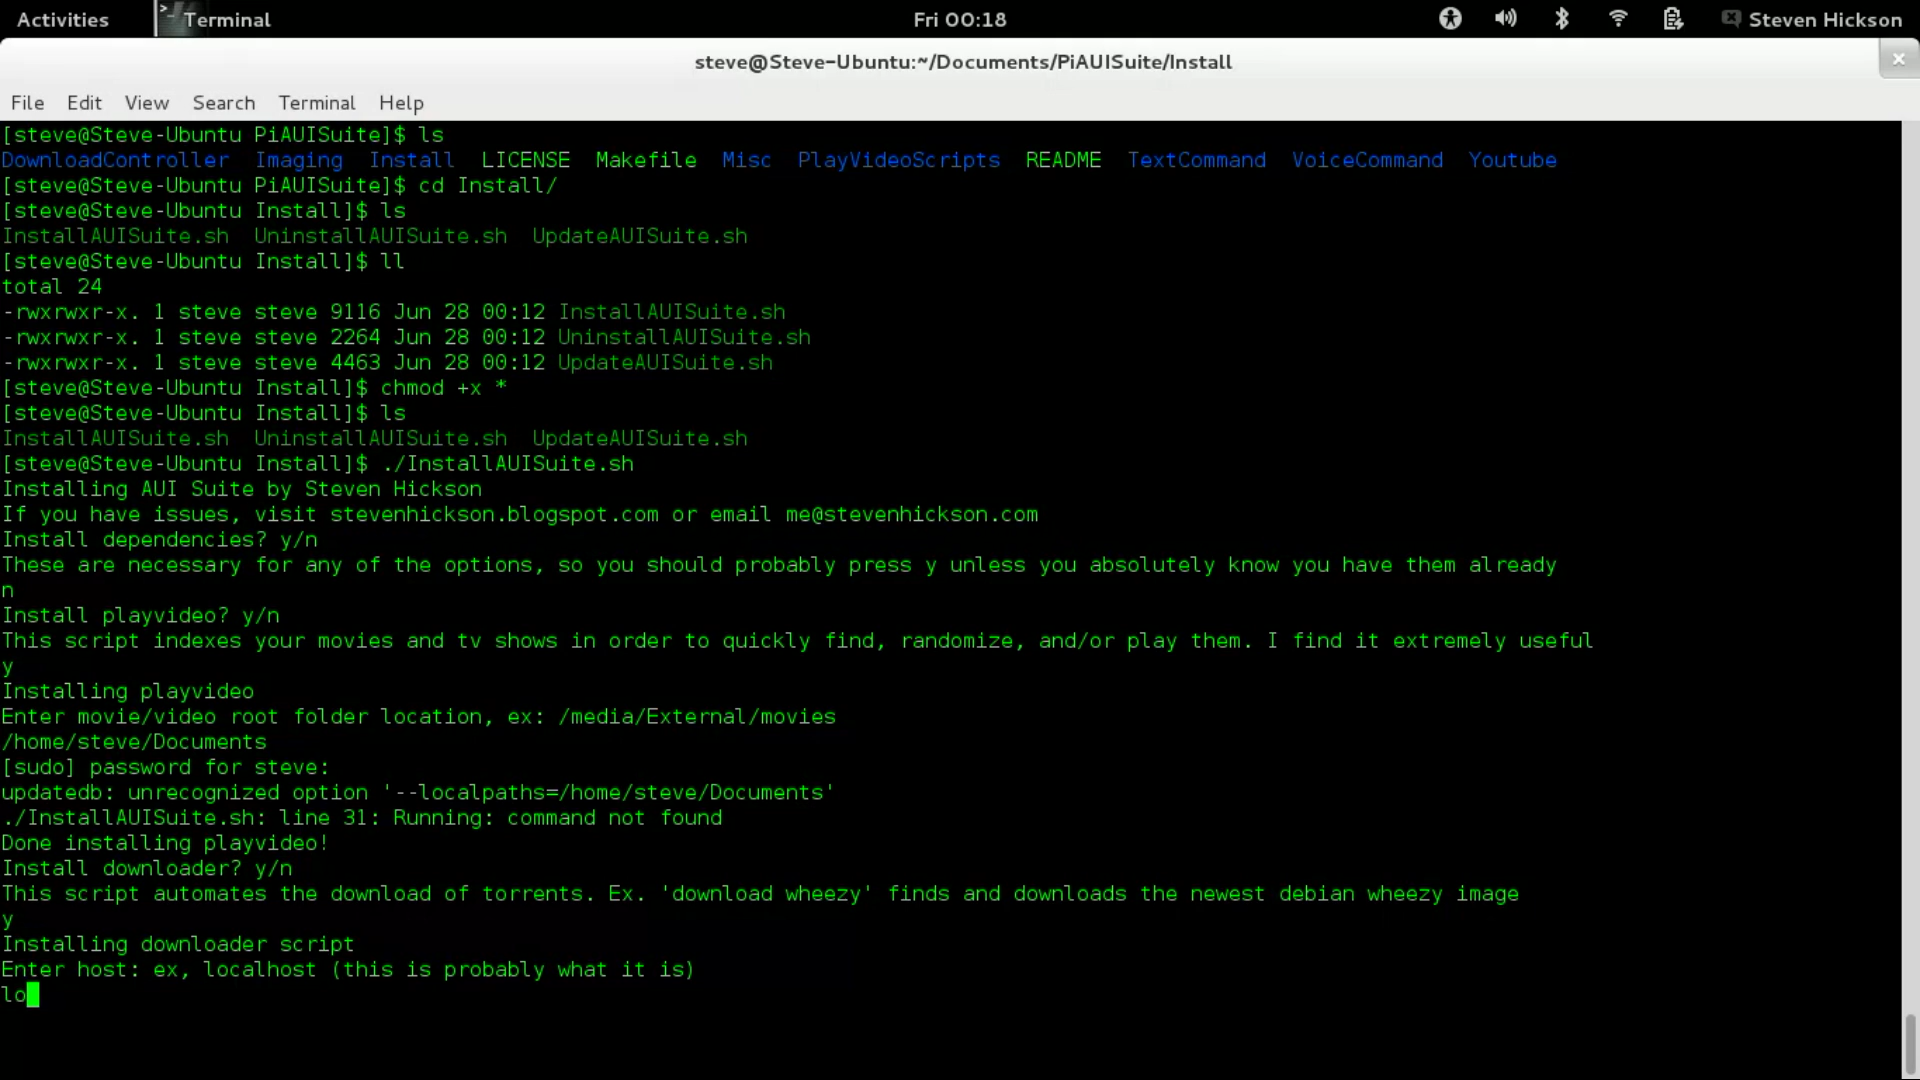 Activities Terminal Fri 00:18 Steven Hickson
steve@Steve-Ubuntu:~/Documents/PiAUISuite/Install
File Edit View Search Terminal Help
[steve@Steve-Ubuntu PiAUISuite]$ ls
DownloadController Imaging Install LICENSE Makefile Misc PlayVideoScripts README TextCommand VoiceCommand Youtube
[steve@Steve-Ubuntu PiAUISuite]$ cd Install/
[steve@Steve-Ubuntu Install]$ ls
InstallAUISuite.sh UninstallAUISuite.sh UpdateAUISuite.sh
[steve@Steve-Ubuntu Install]$ ll
total 24
-rwxrwxr-x. 1 steve steve 9116 Jun 28 00:12 InstallAUISuite.sh
-rwxrwxr-x. 1 steve steve 2264 Jun 28 00:12 UninstallAUISuite.sh
-rwxrwxr-x. 1 steve steve 4463 Jun 28 00:12 UpdateAUISuite.sh
[steve@Steve-Ubuntu Install]$ chmod +x *
[steve@Steve-Ubuntu Install]$ ls
InstallAUISuite.sh UninstallAUISuite.sh UpdateAUISuite.sh
[steve@Steve-Ubuntu Install]$ ./InstallAUISuite.sh
Installing AUI Suite by Steven Hickson
If you have issues, visit stevenhickson.blogspot.com or email me@stevenhickson.com
Install dependencies? y/n
These are necessary for any of the options, so you should probably press y unless you absolutely know you have them already
n
Install playvideo? y/n
This script indexes your movies and tv shows in order to quickly find, randomize, and/or play them. I find it extremely useful
y
Installing playvideo
Enter movie/video root folder location, ex: /media/External/movies
/home/steve/Documents
[sudo] password for steve:
updatedb: unrecognized option '--localpaths=/home/steve/Documents'
./InstallAUISuite.sh: line 31: Running: command not found
Done installing playvideo!
Install downloader? y/n
This script automates the download of torrents. Ex. 'download wheezy' finds and downloads the newest debian wheezy image
y
Installing downloader script
Enter host: ex, localhost (this is probably what it is)
lo